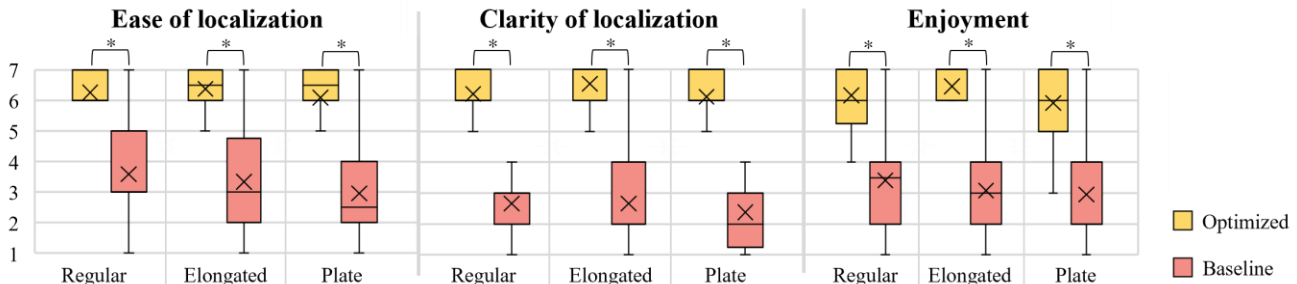 Ease of localization
Clarity of localization
Enjoyment
* * * * * * * * *
7
6
5
4
3
2
1
Regular Elongated Plate Regular Elongated Plate Regular Elongated Plate
Optimized
Baseline